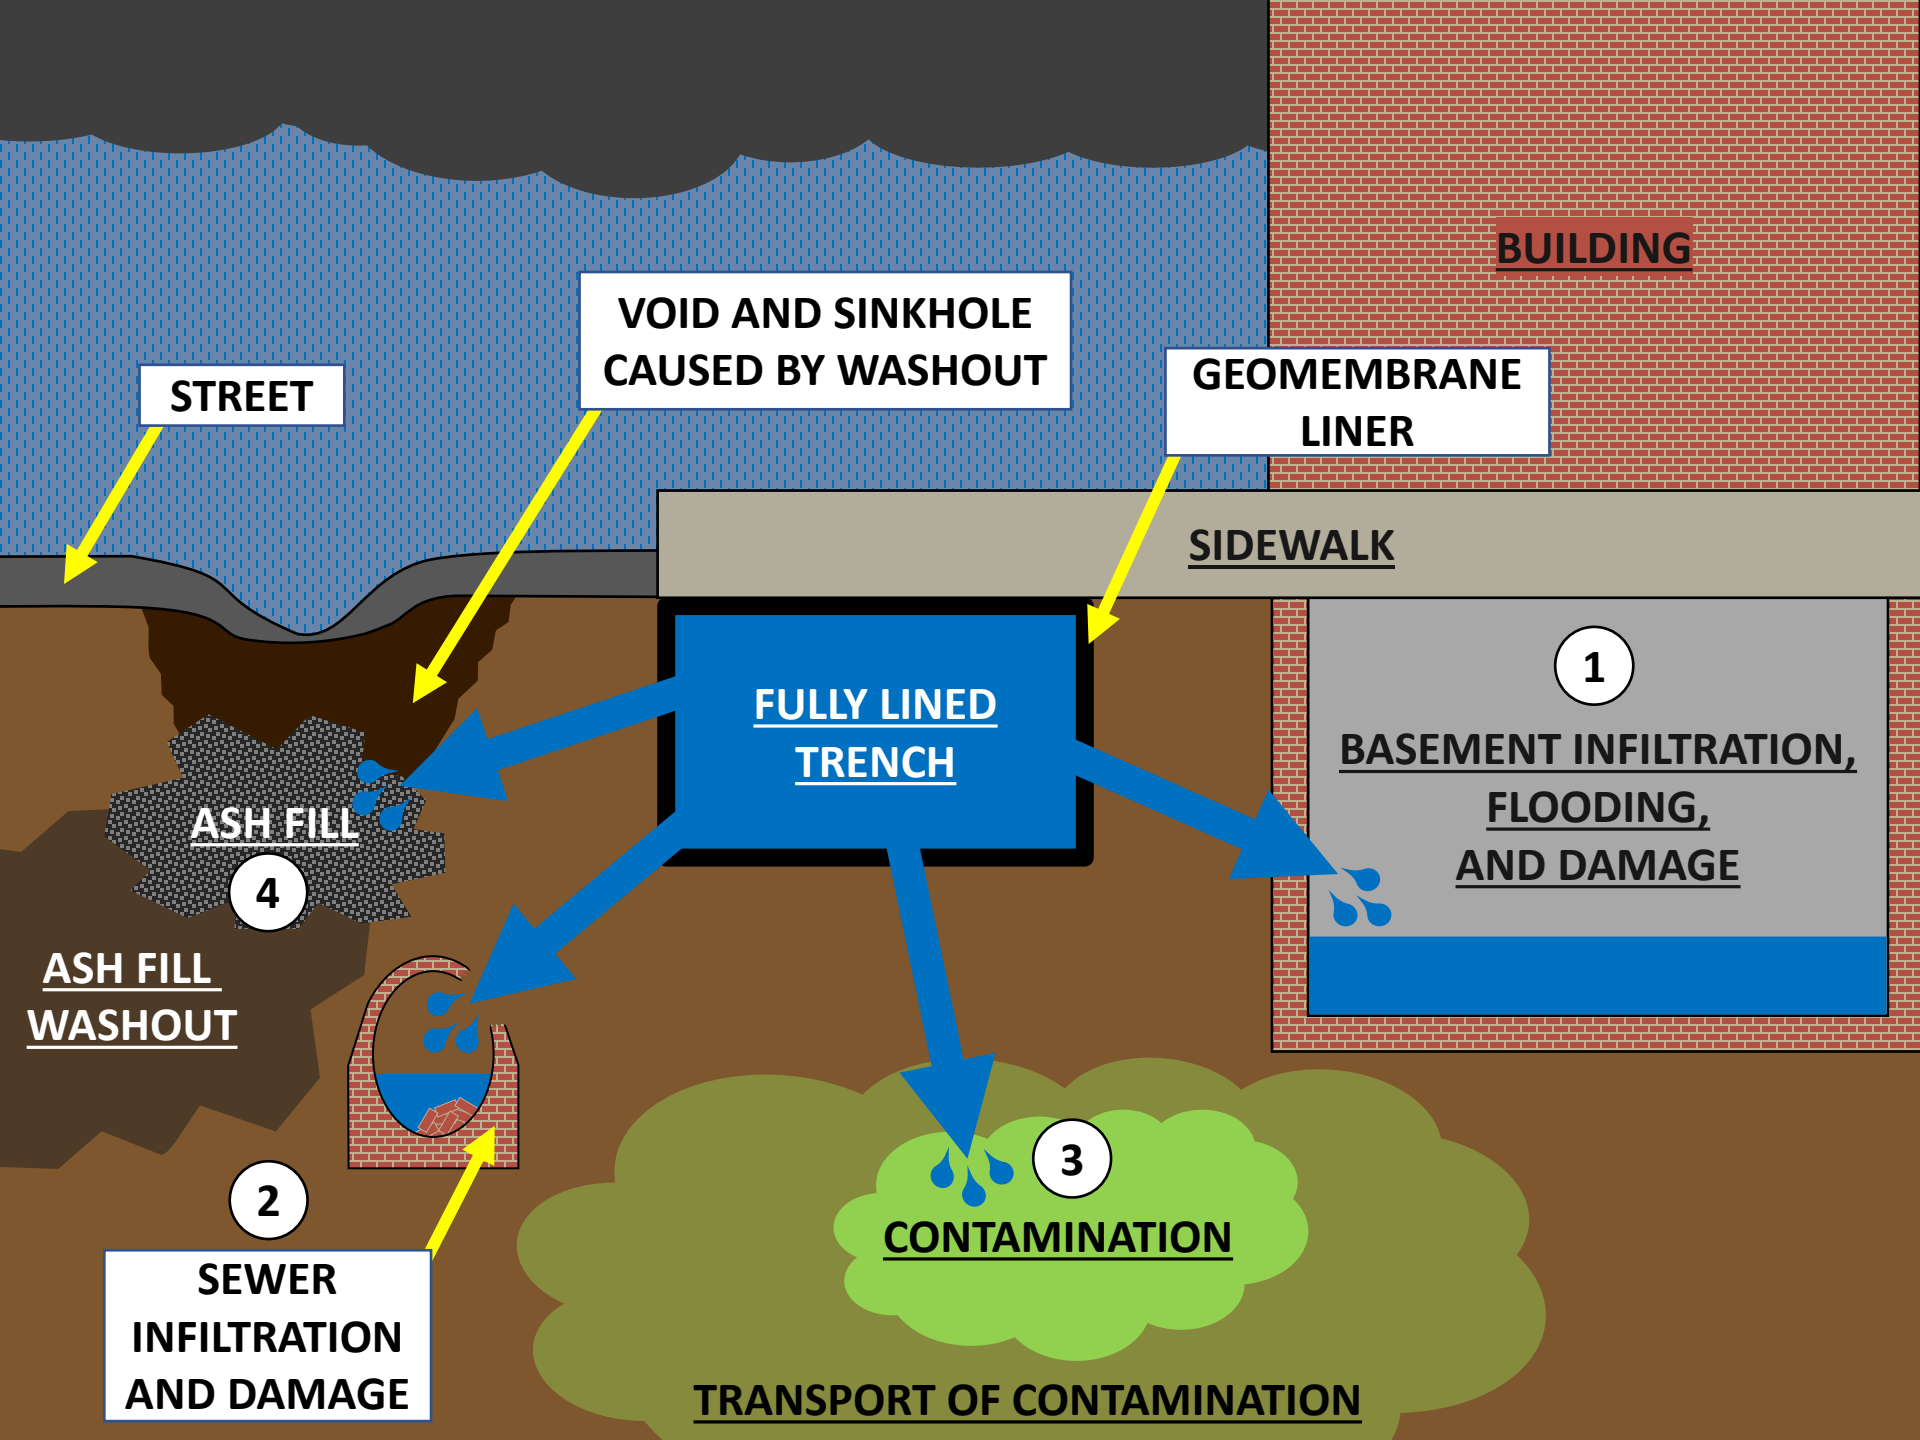 BUILDING
VOID AND SINKHOLE
CAUSED BY WASHOUT
STREET
GEOMEMBRANE
LINER
SIDEWALK
FULLY LINED
TRENCH
1
BASEMENT INFILTRATION,
FLOODING,
AND DAMAGE
ASH FILL
4
ASH FILL
WASHOUT
2
SEWER
INFILTRATION
AND DAMAGE
3
CONTAMINATION
TRANSPORT OF CONTAMINATION